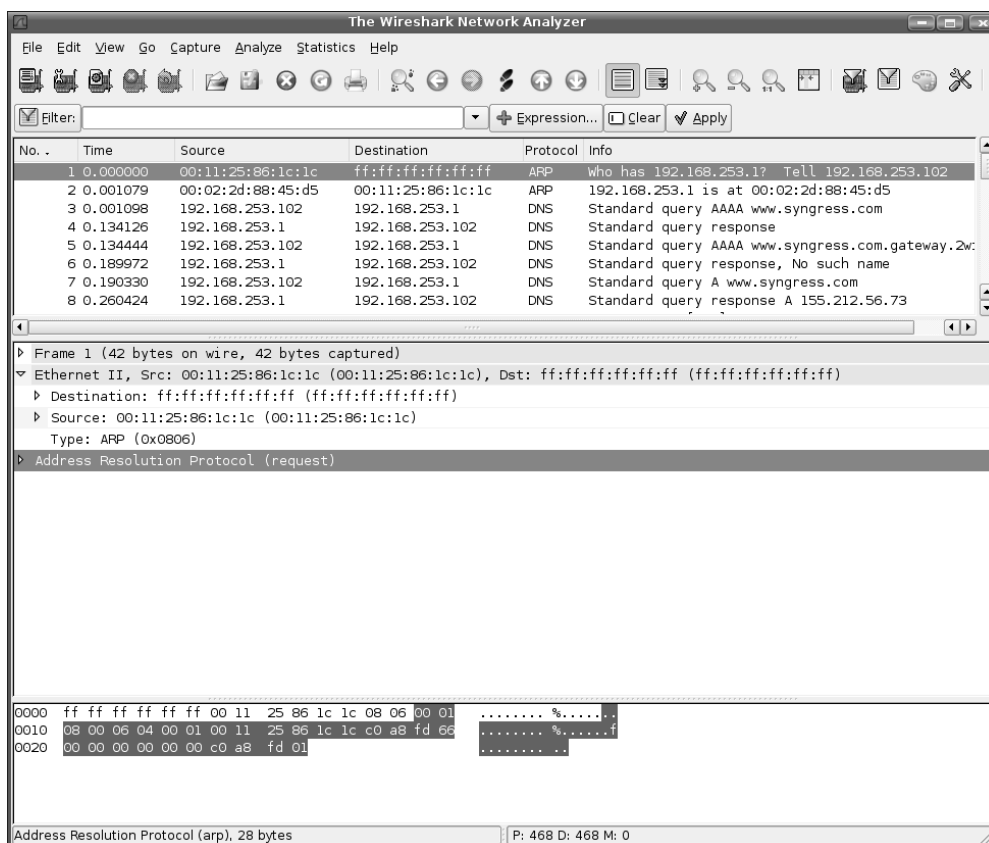 The Wireshark Network Analyzer
File Edit View Go Capture Analyze Statistics Help
Filter: Expression... Clear Apply
No. . Time Source Destination Protocol Info
1 0.000000 00:11:25:86:1c:1c ff:ff:ff:ff:ff:ff ARP Who has 192.168.253.1? Tell 192.168.253.102
2 0.001079 00:02:2d:88:45:d5 00:11:25:86:1c:1c ARP 192.168.253.1 is at 00:02:2d:88:45:d5
3 0.001098 192.168.253.102 192.168.253.1 DNS Standard query AAAA www.syngress.com
4 0.134126 192.168.253.1 192.168.253.102 DNS Standard query response
5 0.134444 192.168.253.102 192.168.253.1 DNS Standard query AAAA www.syngress.com.gateway.2w
6 0.189972 192.168.253.1 192.168.253.102 DNS Standard query response, No such name
7 0.190330 192.168.253.102 192.168.253.1 DNS Standard query A www.syngress.com
8 0.260424 192.168.253.1 192.168.253.102 DNS Standard query response A 155.212.56.73
Frame 1 (42 bytes on wire, 42 bytes captured)
Ethernet II, Src: 00:11:25:86:1c:1c (00:11:25:86:1c:1c), Dst: ff:ff:ff:ff:ff:ff (ff:ff:ff:ff:ff:ff)
Destination: ff:ff:ff:ff:ff:ff (ff:ff:ff:ff:ff:ff)
Source: 00:11:25:86:1c:1c (00:11:25:86:1c:1c)
Type: ARP (0x0806)
Address Resolution Protocol (request)
0000 ff ff ff ff ff ff 00 11 25 86 1c 1c 08 06 00 01 ........ %.......
0010 08 00 06 04 00 01 00 11 25 86 1c 1c c0 a8 fd 66 ........ %......f
0020 00 00 00 00 00 00 c0 a8 fd 01 ........ ..
Address Resolution Protocol (arp), 28 bytes P: 468 D: 468 M: 0